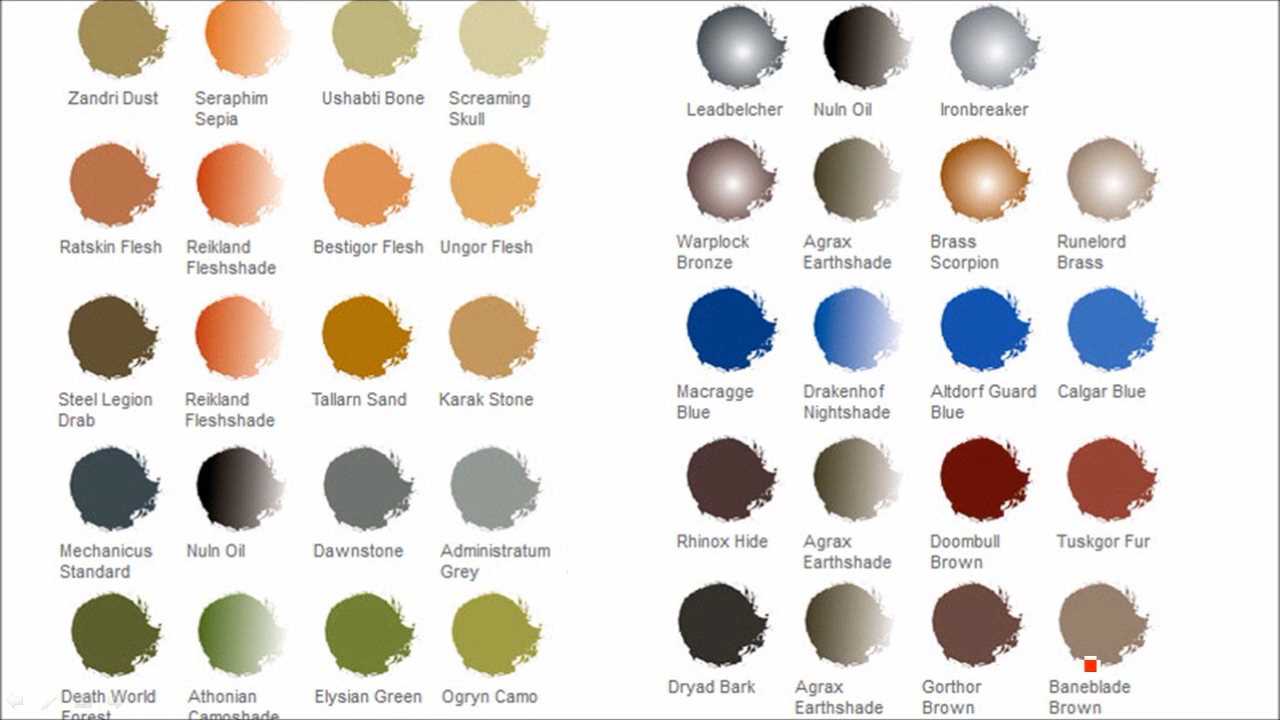 Zandri Dust
Seraphim
Sepia
Ushabti Bone
Screaming
Skull
Ratskin Flesh
Reikland
Fleshshade
Bestigor Flesh
Ungor Flesh
Steel Legion
Drab
Reikland
Fleshshade
Tallarn Sand
Karak Stone
Mechanicus
Standard
Nuln Oil
Dawnstone
Administratum
Grey
Death World
Forest
Athonian
Camoshade
Elysian Green
Ogryn Camo
Leadbelcher
Nuln Oil
Ironbreaker
Warplock
Bronze
Agrax
Earthshade
Brass
Scorpion
Runelord
Brass
Macragge
Blue
Drakenhof
Nightshade
Altdorf Guard
Blue
Calgar Blue
Rhinox Hide
Agrax
Earthshade
Doombull
Brown
Tuskgor Fur
Dryad Bark
Agrax
Earthshade
Gorthor
Brown
Baneblade
Brown